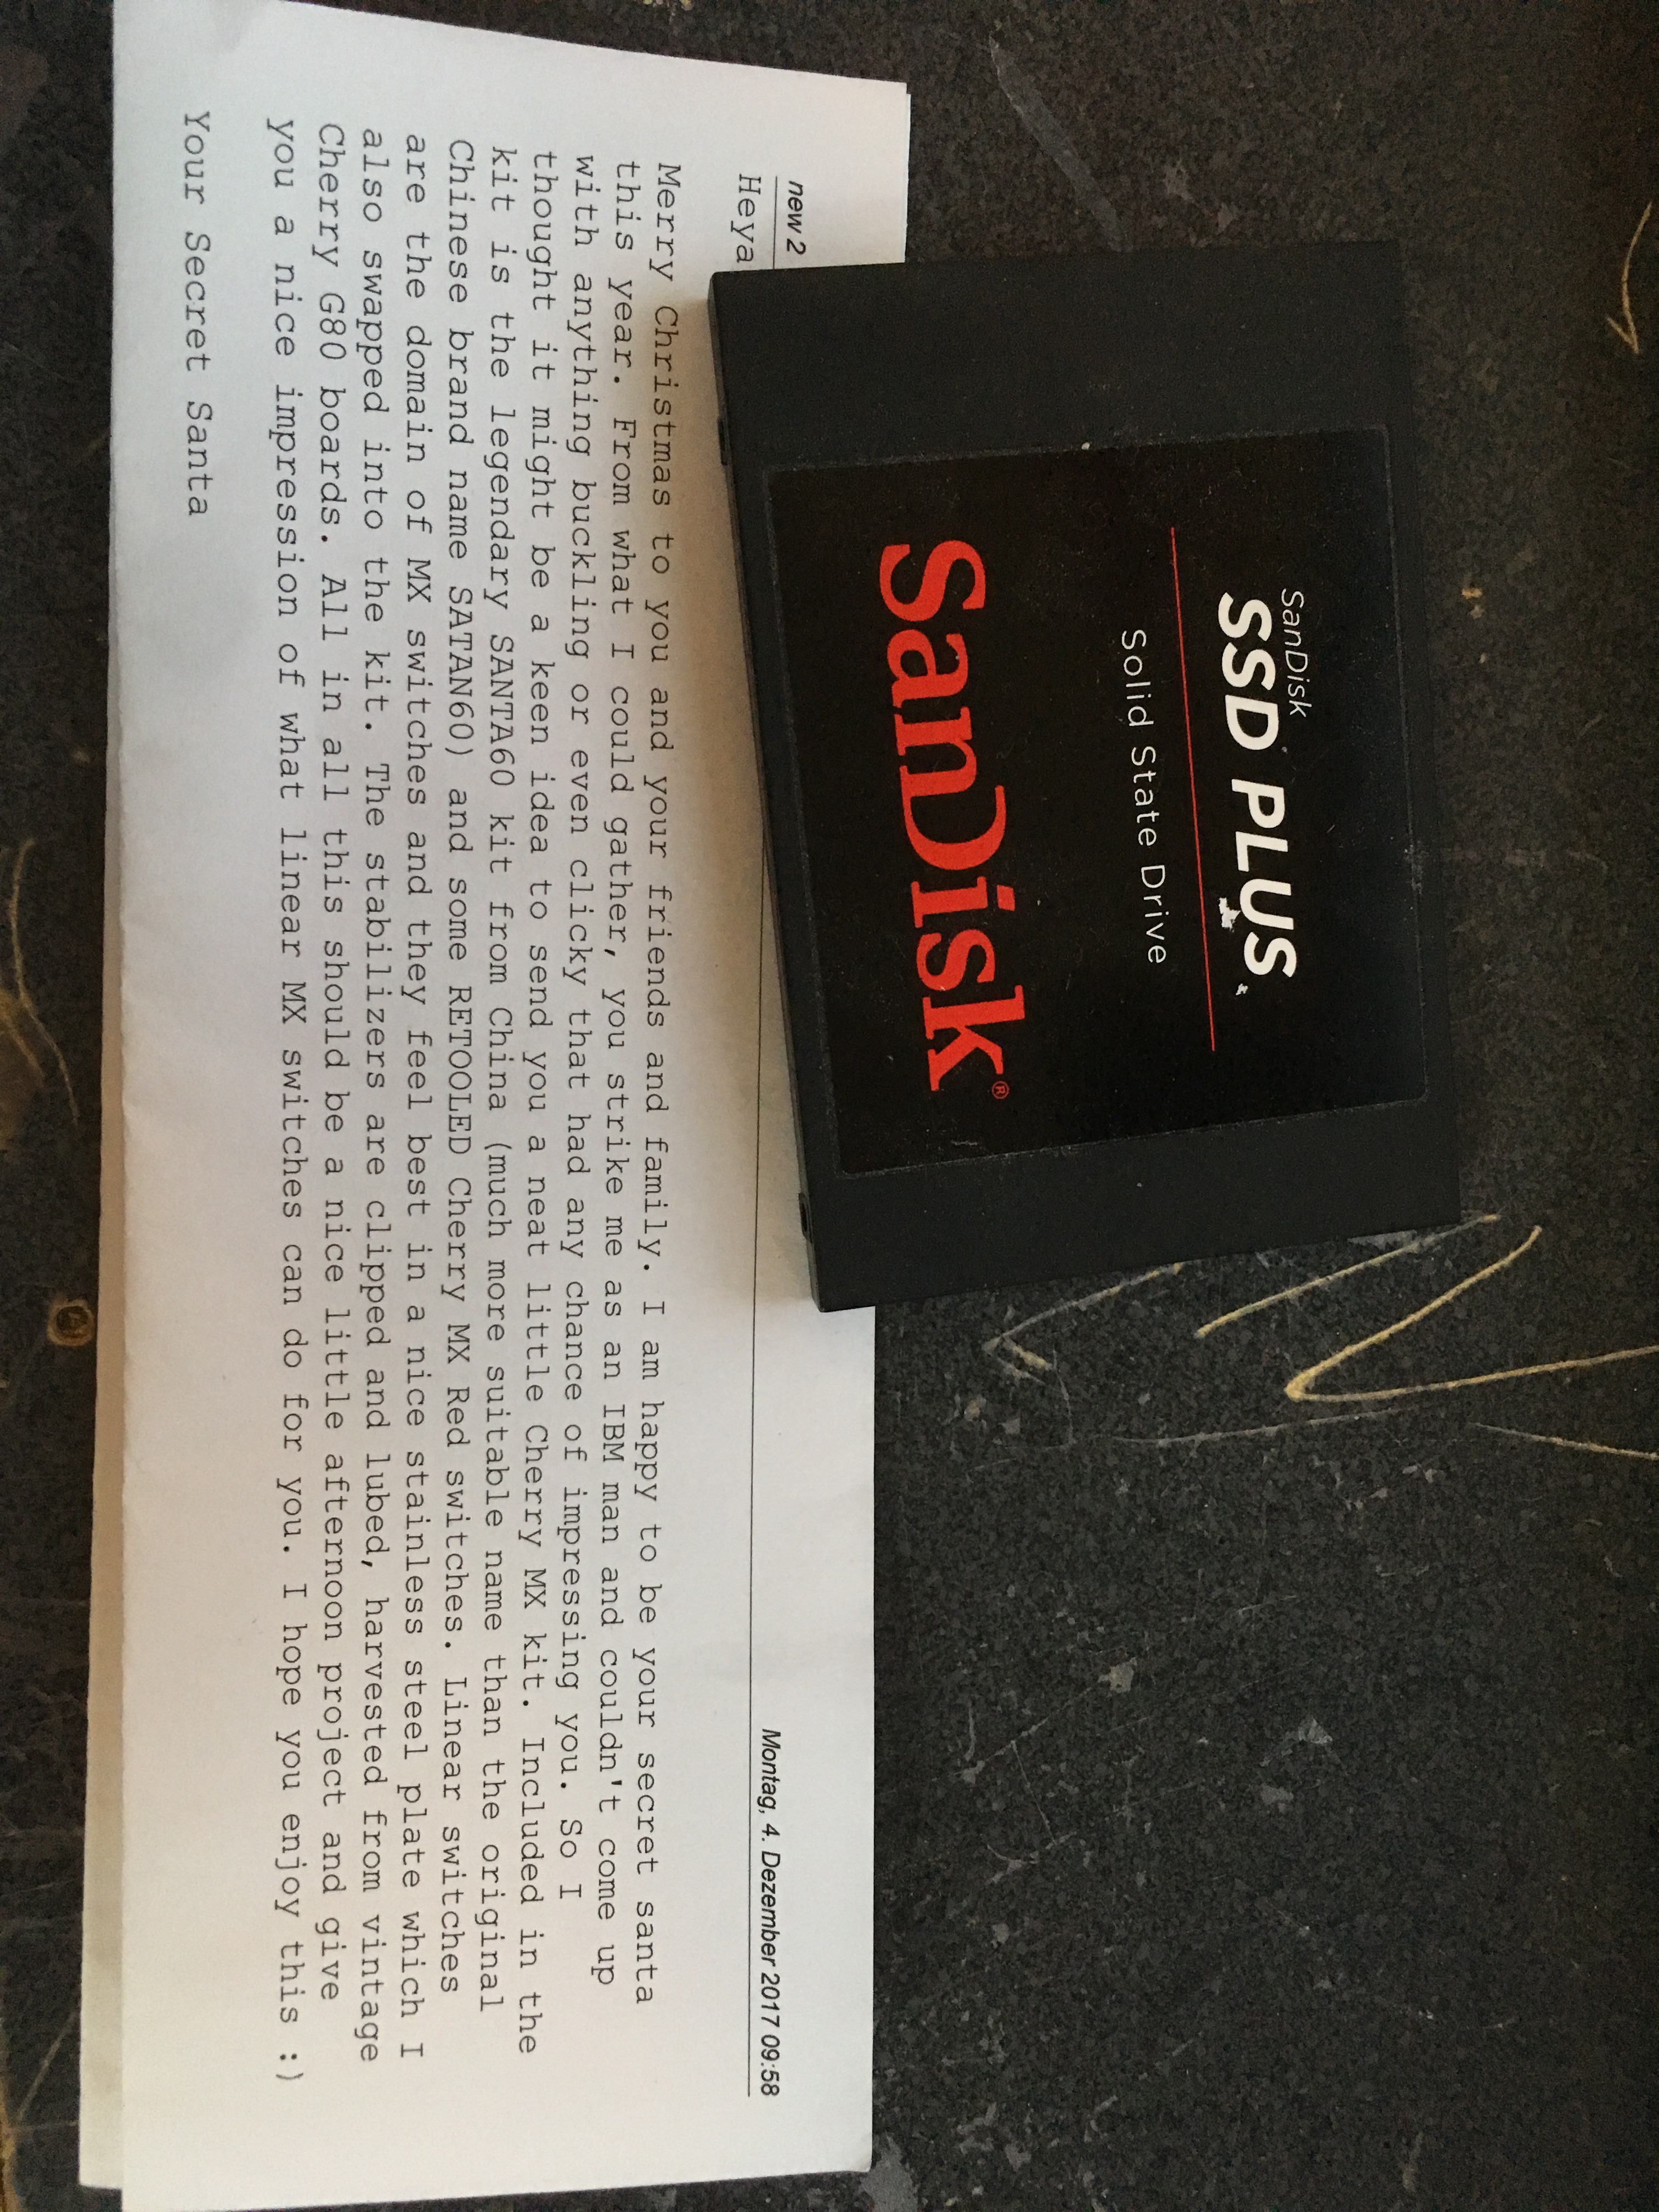 new 2
Montag, 4. Dezember 2017 09:58
Heya
Merry Christmas to you and your friends and family. I am happy to be your secret santa
this year. From what I could gather, you strike me as an IBM man and couldn't come up
with anything buckling or even clicky that had any chance of impressing you. So I
thought it might be a keen idea to send you a neat little Cherry MX kit. Included in the
kit is the legendary SANTA60 kit from China (much more suitable name than the original
Chinese brand name SATAN60) and some RETOOLED Cherry MX Red switches. Linear switches
are the domain of MX switches and they feel best in a nice stainless steel plate which I
also swapped into the kit. The stabilizers are clipped and lubed, harvested from vintage
Cherry G80 boards. All in all this should be a nice little afternoon project and give
you a nice impression of what linear MX switches can do for you. I hope you enjoy this :)
Your Secret Santa
SanDisk
SSD PLUS
Solid State Drive
SanDisk®